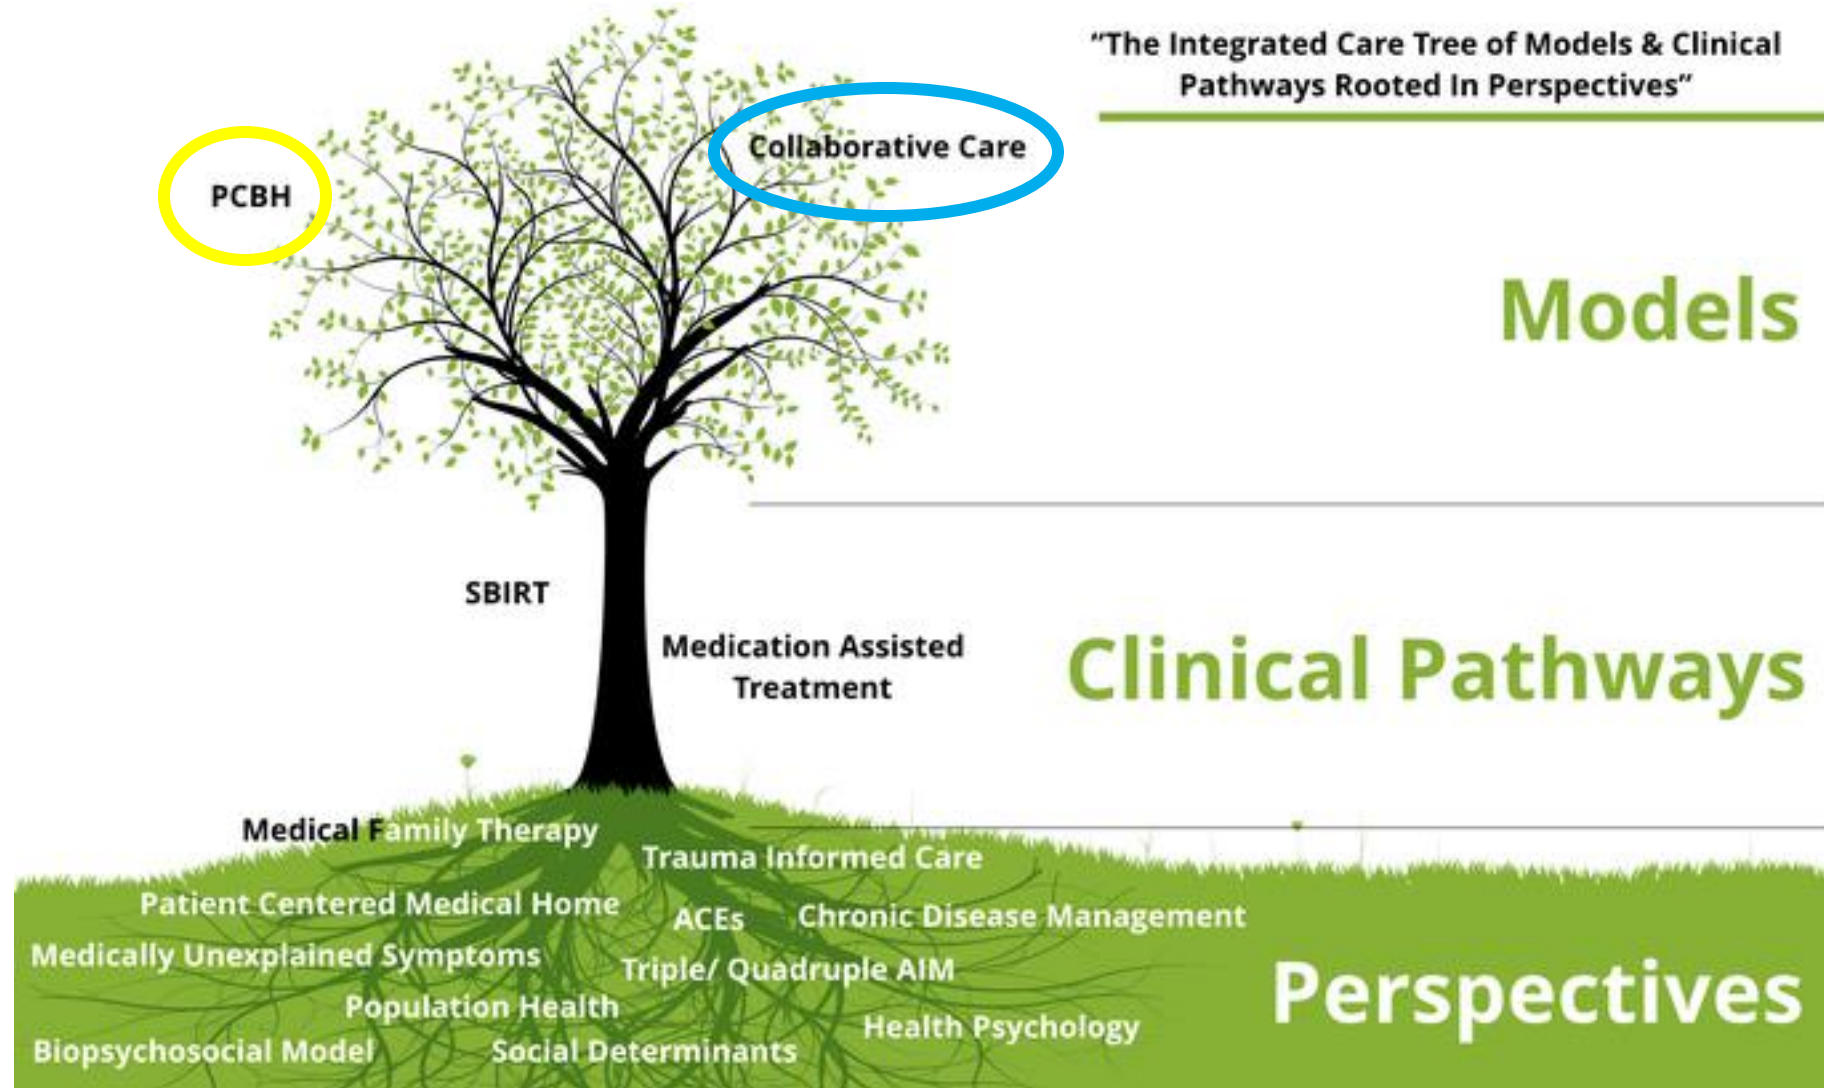 “The Integrated Care Tree of Models & Clinical
Pathways Rooted In Perspectives”
Collaborative Care
PCBH
Models
SBIRT
Medication Assisted
Treatment
Clinical Pathways
Medical Family Therapy
Trauma Informed Care
Patient Centered Medical Home
ACEs
Chronic Disease Management
Medically Unexplained Symptoms
Triple/ Quadruple AIM
Perspectives
Population Health
Health Psychology
Biopsychosocial Model
Social Determinants